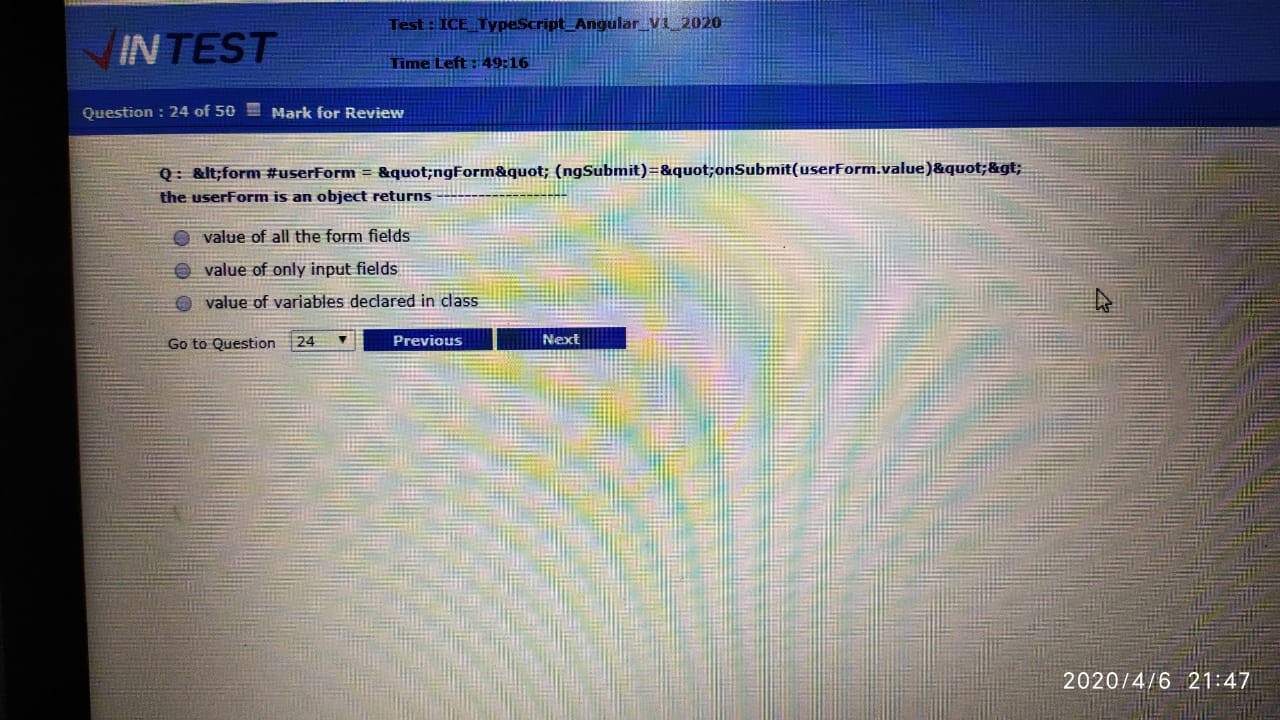 INTEST
Test : ICE_TypeScript_Angular_V1_2020
Time Left : 49:16
Question : 24 of 50 Mark for Review
Q : &lt;form #userForm = &quot;ngForm&quot; (ngSubmit)=&quot;onSubmit(userForm.value)&quot;&gt;
the userForm is an object returns -------------------
value of all the form fields
value of only input fields
value of variables declared in class
Go to Question 24 Previous Next
2020/4/6 21:47